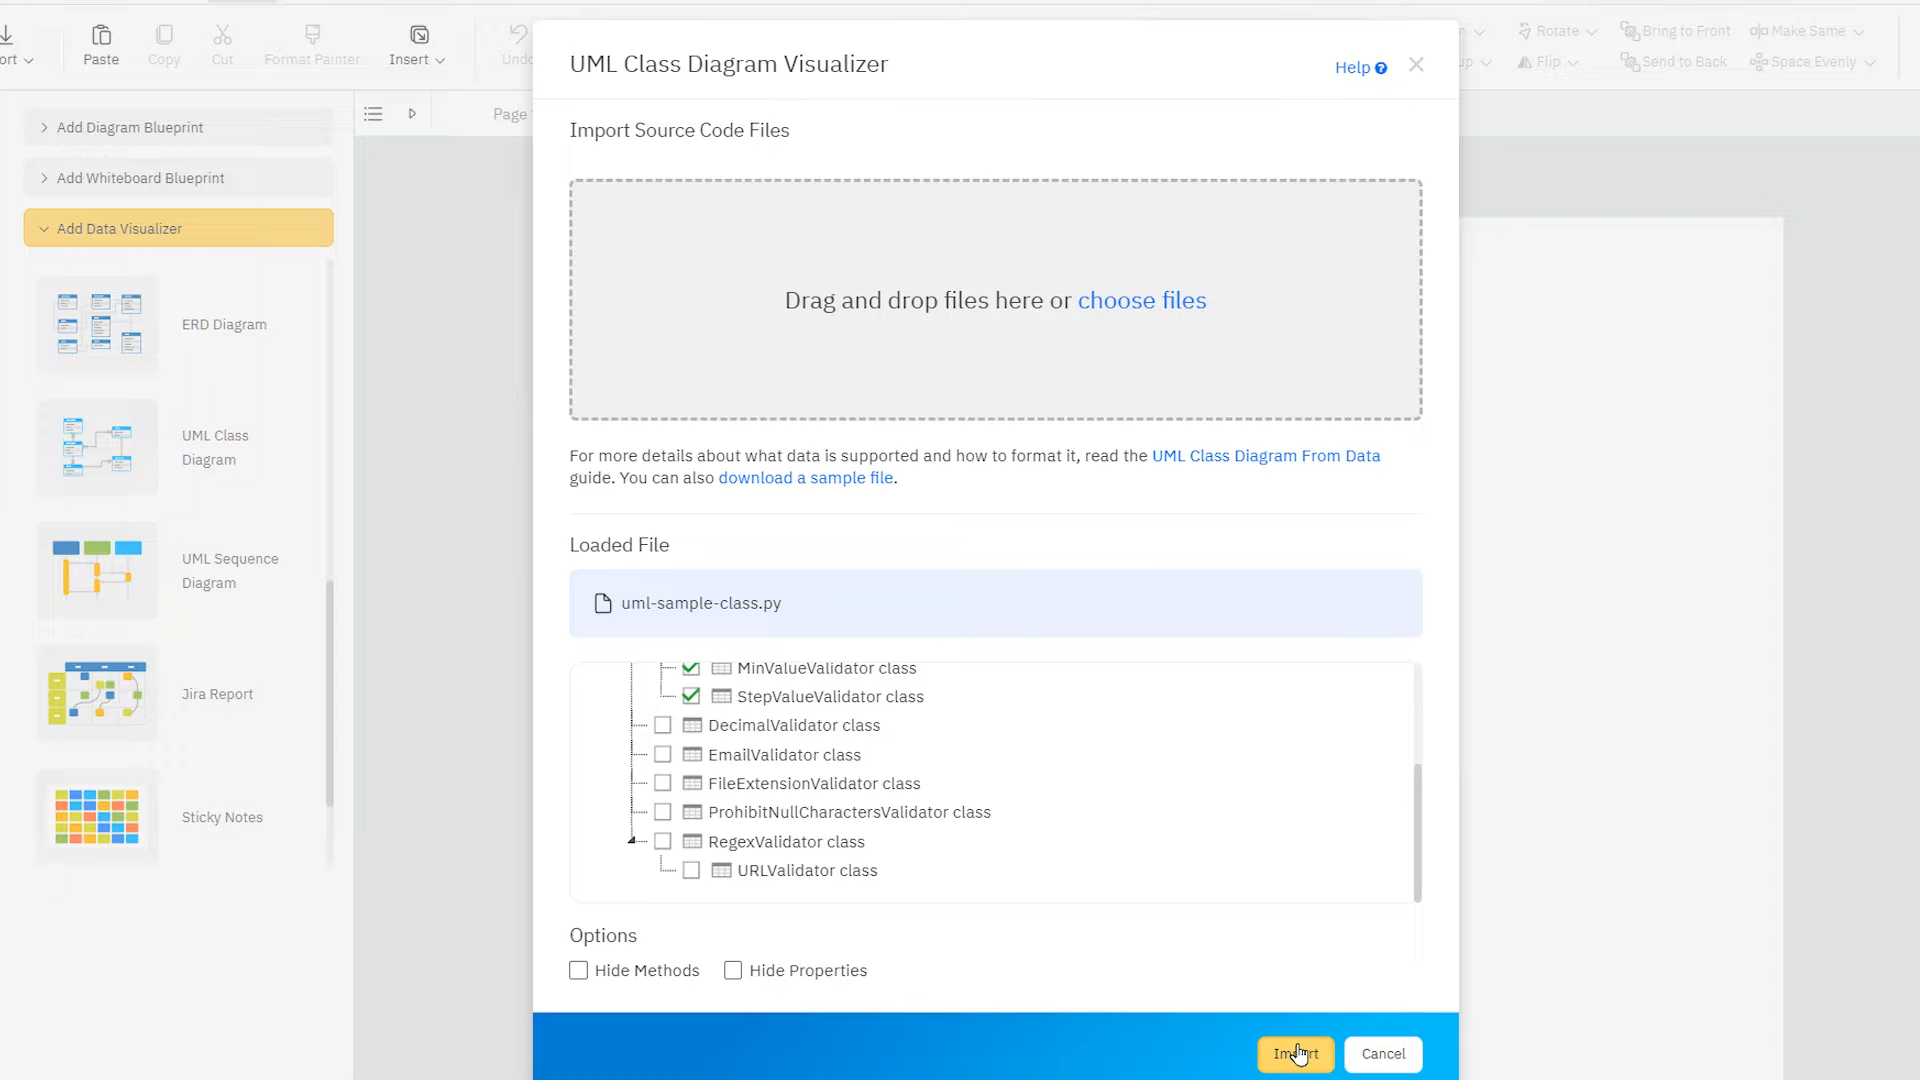 ort
Paste
Copy
Cut
Format Painter
Insert
Undo
Rotate
Bring to Front
Make Same
up
Flip
Send to Back
Space Evenly
Page
Add Diagram Blueprint
Add Whiteboard Blueprint
Add Data Visualizer
ERD Diagram
UML Class
Diagram
UML Sequence
Diagram
Jira Report
Sticky Notes
UML Class Diagram Visualizer
Help
Import Source Code Files
Drag and drop files here or choose files
For more details about what data is supported and how to format it, read the UML Class Diagram From Data
guide. You can also download a sample file.
Loaded File
uml-sample-class.py
MinValueValidator class
StepValueValidator class
DecimalValidator class
EmailValidator class
FileExtensionValidator class
ProhibitNullCharactersValidator class
RegexValidator class
URLValidator class
Options
Hide Methods
Hide Properties
Import
Cancel